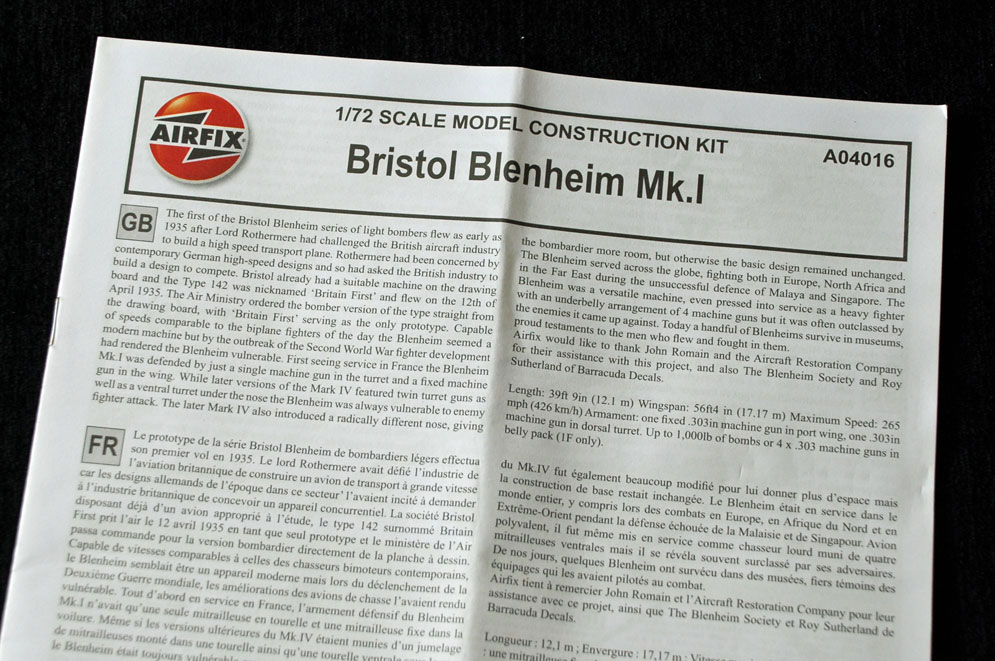 AIRFIX
1/72 SCALE MODEL CONSTRUCTION KIT
A04016
Bristol Blenheim Mk.I
GB
The first of the Bristol Blenheim series of light bombers flew as early as
1935 after Lord Rothermere had challenged the British aircraft industry
to build a high speed transport plane. Rothermere had been concerned by
contemporary German high-speed designs and so had asked the British industry to
build a design to compete. Bristol already had a suitable machine on the drawing
board and the Type 142 was nicknamed ‘Britain First’ and flew on the 12th of
April 1935. The Air Ministry ordered the bomber version of the type straight from
the drawing board, with ‘Britain First’ serving as the only prototype. Capable
of speeds comparable to the biplane fighters of the day the Blenheim seemed a
modern machine but by the outbreak of the Second World War fighter development
had rendered the Blenheim vulnerable. First seeing service in France the Blenheim
Mk.I was defended by just a single machine gun in the turret and a fixed machine
gun in the wing. While later versions of the Mark IV featured twin turret guns as
well as a ventral turret under the nose the Blenheim was always vulnerable to enemy
fighter attack. The later Mark IV also introduced a radically different nose, giving
the bombardier more room, but otherwise the basic design remained unchanged.
The Blenheim served across the globe, fighting both in Europe, North Africa and
in the Far East during the unsuccessful defence of Malaya and Singapore. The
Blenheim was a versatile machine, even pressed into service as a heavy fighter
with an underbelly arrangement of 4 machine guns but it was often outclassed by
the enemies it came up against. Today a handful of Blenheims survive in museums,
proud testaments to the men who flew and fought in them.
Airfix would like to thank John Romain and the Aircraft Restoration Company
for their assistance with this project, and also The Blenheim Society and Roy
Sutherland of Barracuda Decals.
Length: 39ft 9in (12.1 m) Wingspan: 56ft4 in (17.17 m) Maximum Speed: 265
mph (426 km/h) Armament: one fixed .303in machine gun in port wing, one .303in
machine gun in dorsal turret. Up to 1,000lb of bombs or 4 x .303 machine guns in
belly pack (1F only).
FR
Le prototype de la série Bristol Blenheim de bombardiers légers effectua
son premier vol en 1935. Le lord Rothermere avait défié l’industrie de
l’aviation britannique de construire un avion de transport à grande vitesse
car les designs allemands de l’époque dans ce secteur l’avaient incité à demander
à l’industrie britannique de concevoir un appareil concurrentiel. La société Bristol
disposant déjà d’un avion approprié à l’étude, le type 142 surnommé Britain
First prit l’air le 12 avril 1935 en tant que seul prototype et le ministère de l’Air
passa commande pour la version bombardier directement de la planche à dessin.
Capable de vitesses comparables à celles des chasseurs bimoteurs contemporains,
le Blenheim semblait être un appareil moderne mais lors du déclenchement de la
Deuxième Guerre mondiale, les améliorations des avions de chasse l’avaient rendu
vulnérable. Tout d’abord en service en France, l’armement défensif du Blenheim
Mk.I n’avait qu’une seule mitrailleuse en tourelle et une mitrailleuse fixe dans la
voilure. Même si les versions ultérieures du Mk.IV étaient munies d’un jumelage
de mitrailleuses monté dans une tourelle ainsi qu’une tourelle ventrale
le Blenheim était toujours
du Mk.IV fut également beaucoup modifié pour lui donner plus d’espace mais
la construction de base restait inchangée. Le Blenheim était en service dans le
monde entier, y compris lors des combats en Europe, en Afrique du Nord et en
Extrême-Orient pendant la défense échouée de la Malaisie et de Singapour. Avion
polyvalent, il fut même mis en service comme chasseur lourd muni de quatre
mitrailleuses ventrales mais il se révéla souvent surclassé par ses adversaires.
De nos jours, quelques Blenheim ont survécu dans des musées, fiers témoins des
équipages qui les avaient pilotés au combat.
Airfix tient à remercier John Romain et l’Aircraft Restoration Company pour leur
assistance avec ce projet, ainsi que The Blenheim Society et Roy Sutherland de
Barracuda Decals.
Longueur : 12,1 m ; Envergure : 17,17 m :
: une mitrailleuse